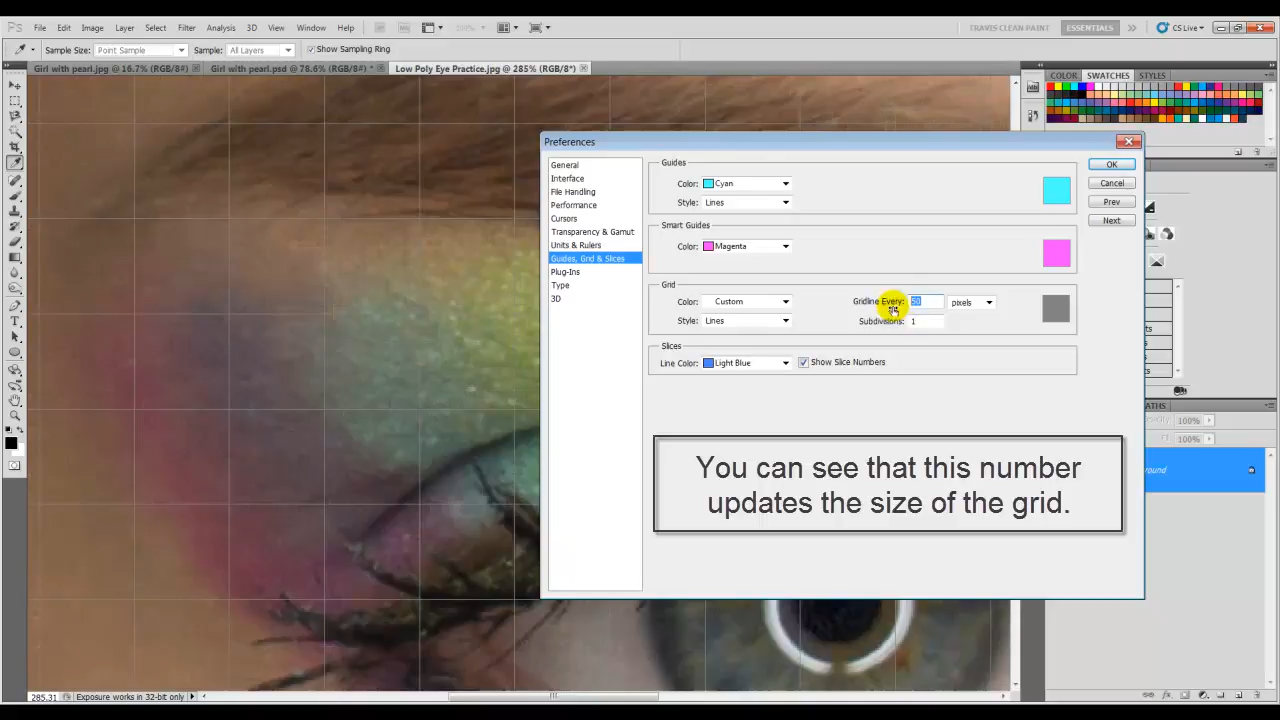 Ps File Edit Image Layer Select Filter Analysis 3D View Window Help TRAVIS CLEAN PAINT ESSENTIALS CS Live
Sample Size: Point Sample Sample: All Layers Show Sampling Ring
Girl with pearl.jpg @ 16.7% (RGB/8#) Girl with pearl.psd @ 78.6% (RGB/8#) * Low Poly Eye Practice.jpg @ 285% (RGB/8*)
COLOR SWATCHES STYLES
Preferences
General
Interface
File Handling
Performance
Cursors
Transparency & Gamut
Units & Rulers
Guides, Grid & Slices
Plug-Ins
Type
3D
Guides
Color: Cyan
Style: Lines
Smart Guides
Color: Magenta
Grid
Color: Custom
Gridline Every: 50 pixels
Style: Lines
Subdivisions: 1
Slices
Line Color: Light Blue Show Slice Numbers
OK
Cancel
Prev
Next
ATHS
100%
100%
ound
You can see that this number
updates the size of the grid.
285.31 Exposure works in 32-bit only